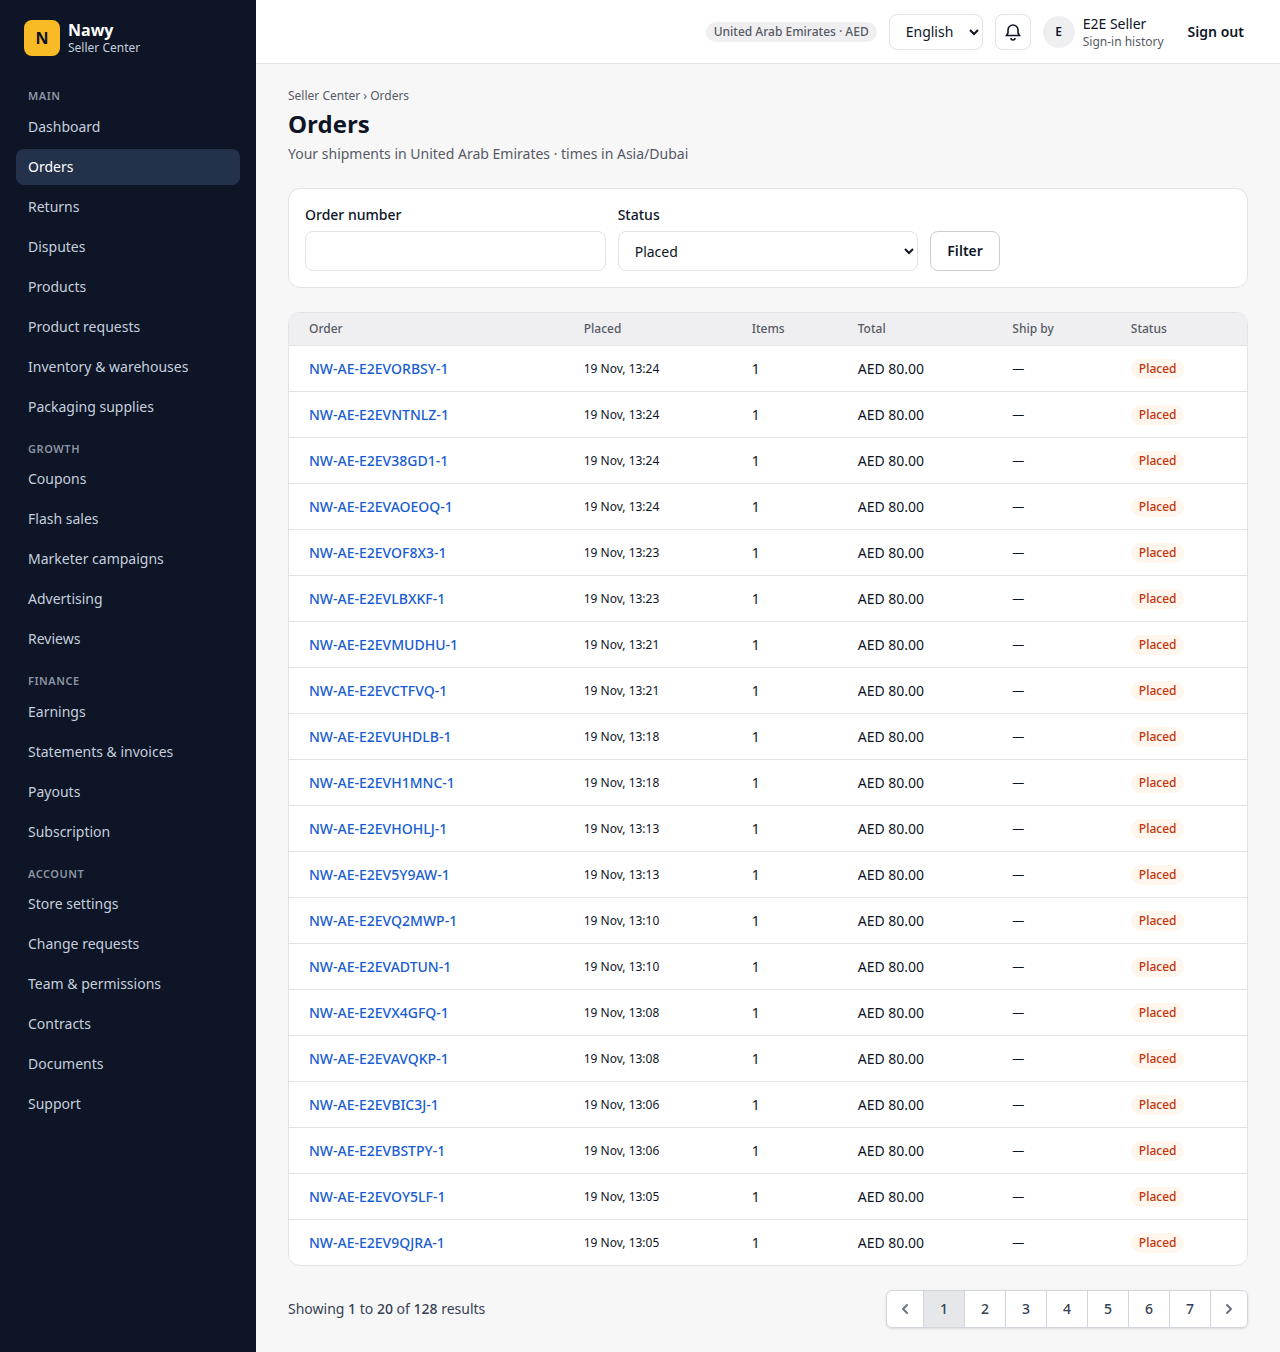 N
Nawy
Seller Center
MAIN
Dashboard
Orders
Returns
Disputes
Products
Product requests
Inventory & warehouses
Packaging supplies
GROWTH
Coupons
Flash sales
Marketer campaigns
Advertising
Reviews
FINANCE
Earnings
Statements & invoices
Payouts
Subscription
ACCOUNT
Store settings
Change requests
Team & permissions
Contracts
Documents
Support
United Arab Emirates · AED
English
E
E2E Seller
Sign-in history
Sign out
Seller Center › Orders
Orders
Your shipments in United Arab Emirates · times in Asia/Dubai
Order number Status
Placed
Filter
Order Placed Items Total Ship by Status
NW-AE-E2EVORBSY-1 19 Nov, 13:24 1 AED 80.00 — Placed
NW-AE-E2EVNTNLZ-1 19 Nov, 13:24 1 AED 80.00 — Placed
NW-AE-E2EV38GD1-1 19 Nov, 13:24 1 AED 80.00 — Placed
NW-AE-E2EVAOEOQ-1 19 Nov, 13:24 1 AED 80.00 — Placed
NW-AE-E2EVOF8X3-1 19 Nov, 13:23 1 AED 80.00 — Placed
NW-AE-E2EVLBXKF-1 19 Nov, 13:23 1 AED 80.00 — Placed
NW-AE-E2EVMUDHU-1 19 Nov, 13:21 1 AED 80.00 — Placed
NW-AE-E2EVCTFVQ-1 19 Nov, 13:21 1 AED 80.00 — Placed
NW-AE-E2EVUHDLB-1 19 Nov, 13:18 1 AED 80.00 — Placed
NW-AE-E2EVH1MNC-1 19 Nov, 13:18 1 AED 80.00 — Placed
NW-AE-E2EVHOHLJ-1 19 Nov, 13:13 1 AED 80.00 — Placed
NW-AE-E2EV5Y9AW-1 19 Nov, 13:13 1 AED 80.00 — Placed
NW-AE-E2EVQ2MWP-1 19 Nov, 13:10 1 AED 80.00 — Placed
NW-AE-E2EVADTUN-1 19 Nov, 13:10 1 AED 80.00 — Placed
NW-AE-E2EVX4GFQ-1 19 Nov, 13:08 1 AED 80.00 — Placed
NW-AE-E2EVAVQKP-1 19 Nov, 13:08 1 AED 80.00 — Placed
NW-AE-E2EVBIC3J-1 19 Nov, 13:06 1 AED 80.00 — Placed
NW-AE-E2EVBSTPY-1 19 Nov, 13:06 1 AED 80.00 — Placed
NW-AE-E2EVOY5LF-1 19 Nov, 13:05 1 AED 80.00 — Placed
NW-AE-E2EV9QJRA-1 19 Nov, 13:05 1 AED 80.00 — Placed
Showing 1 to 20 of 128 results
1 2 3 4 5 6 7